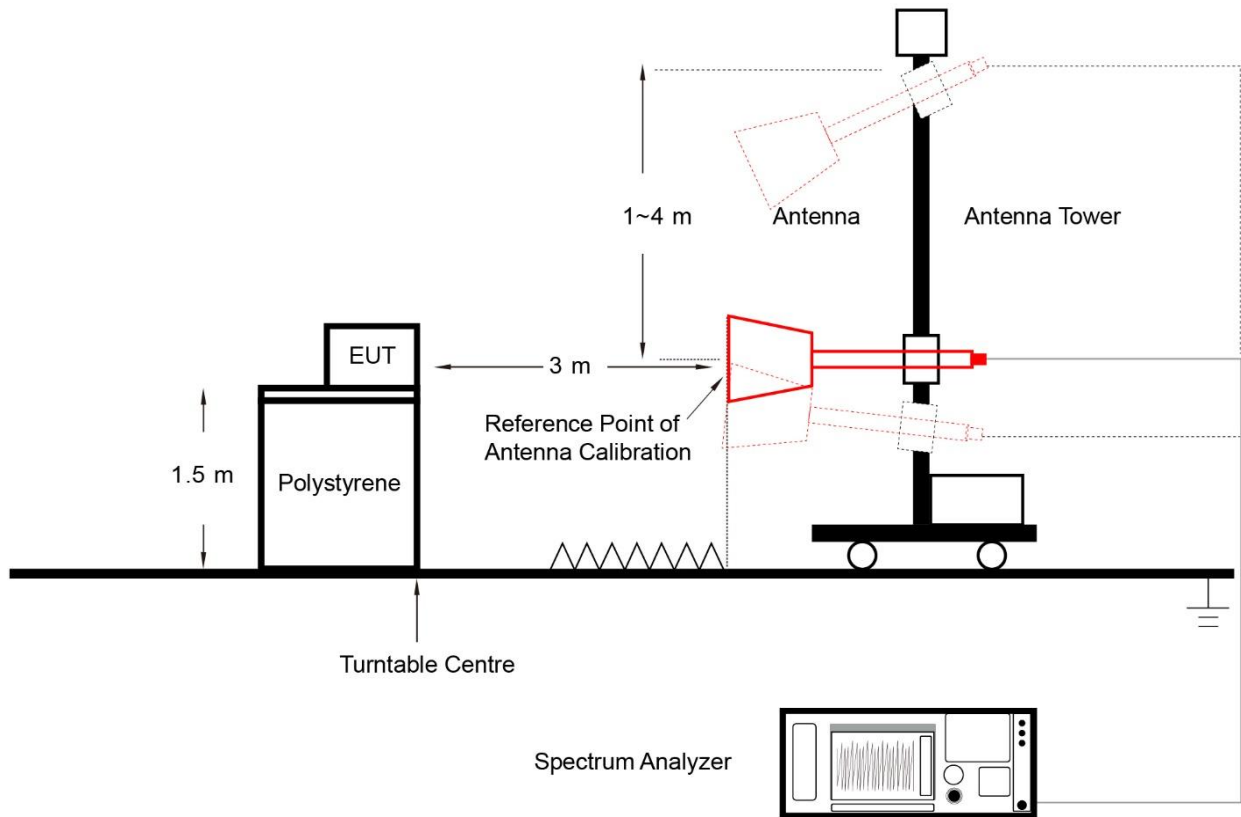 1~4 m
Antenna
Antenna Tower
EUT
3 m
Reference Point of
Antenna Calibration
1.5 m
Polystyrene
Turntable Centre
Spectrum Analyzer